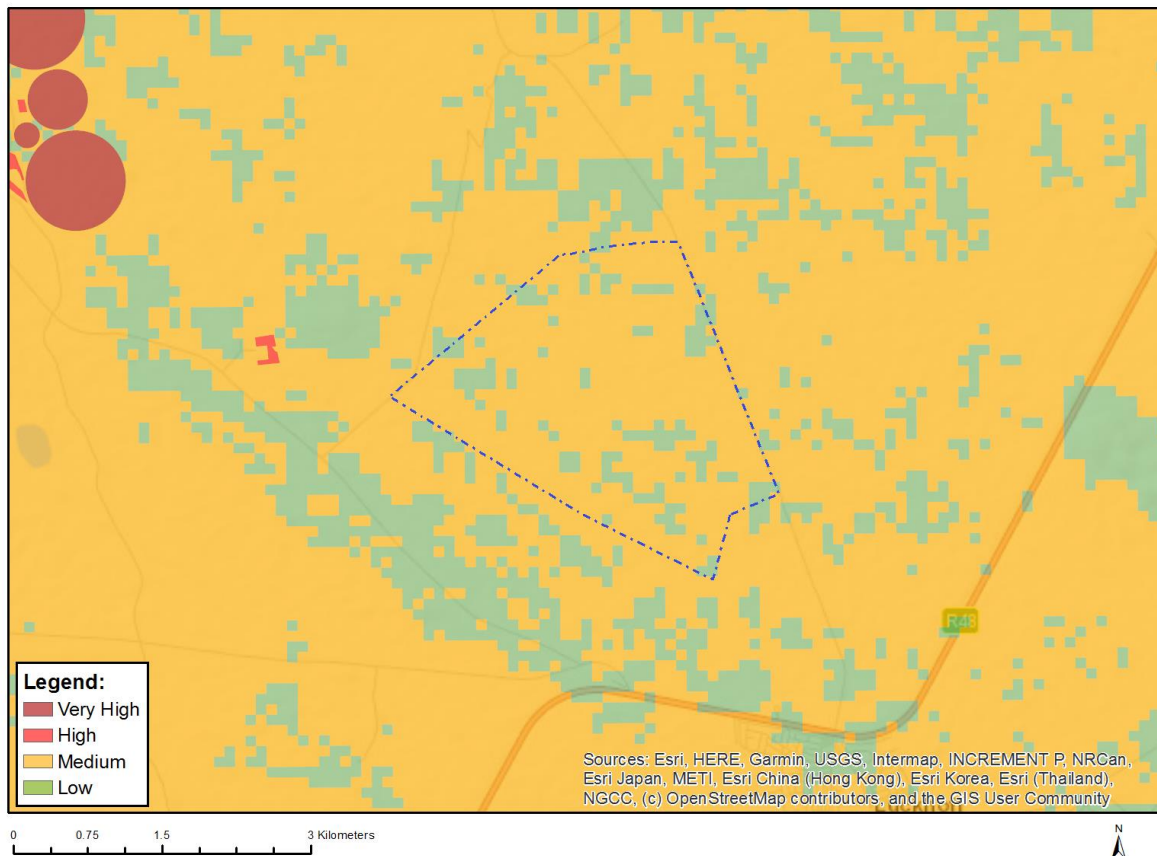 R48
Legend:
Very High
High
Medium
Low
Sources: Esri, HERE, Garmin, USGS, Intermap, INCREMENT P, NRCan,
Esri Japan, METI, Esri China (Hong Kong), Esri Korea, Esri (Thailand),
NGCC, (c) OpenStreetMap contributors, and the GIS User Community
0 0.75 1.5 3 Kilometers
N